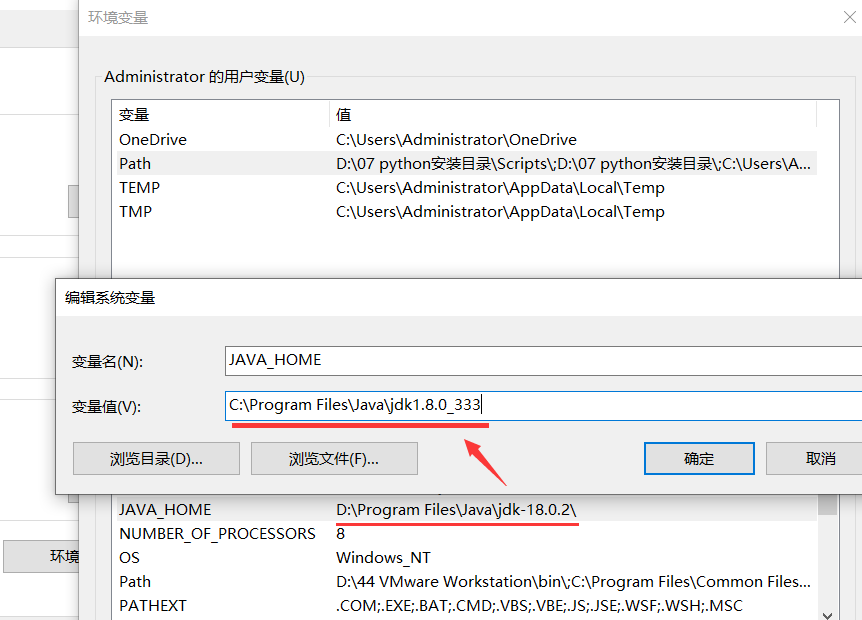 环境变量
Administrator 的用户变量(U)
变量 值
OneDrive C:\Users\Administrator\OneDrive
Path D:\07 python安装目录\Scripts\;D:\07 python安装目录\;C:\Users\A...
TEMP C:\Users\Administrator\AppData\Local\Temp
TMP C:\Users\Administrator\AppData\Local\Temp
编辑系统变量
变量名(N): JAVA_HOME
变量值(V): C:\Program Files\Java\jdk1.8.0_333
浏览目录(D)... 浏览文件(F)... 确定 取消
JAVA_HOME D:\Program Files\Java\jdk-18.0.2\
NUMBER_OF_PROCESSORS 8
OS Windows_NT
环境
Path D:\44 VMware Workstation\bin\;C:\Program Files\Common Files...
PATHEXT .COM;.EXE;.BAT;.CMD;.VBS;.VBE;.JS;.JSE;.WSF;.WSH;.MSC